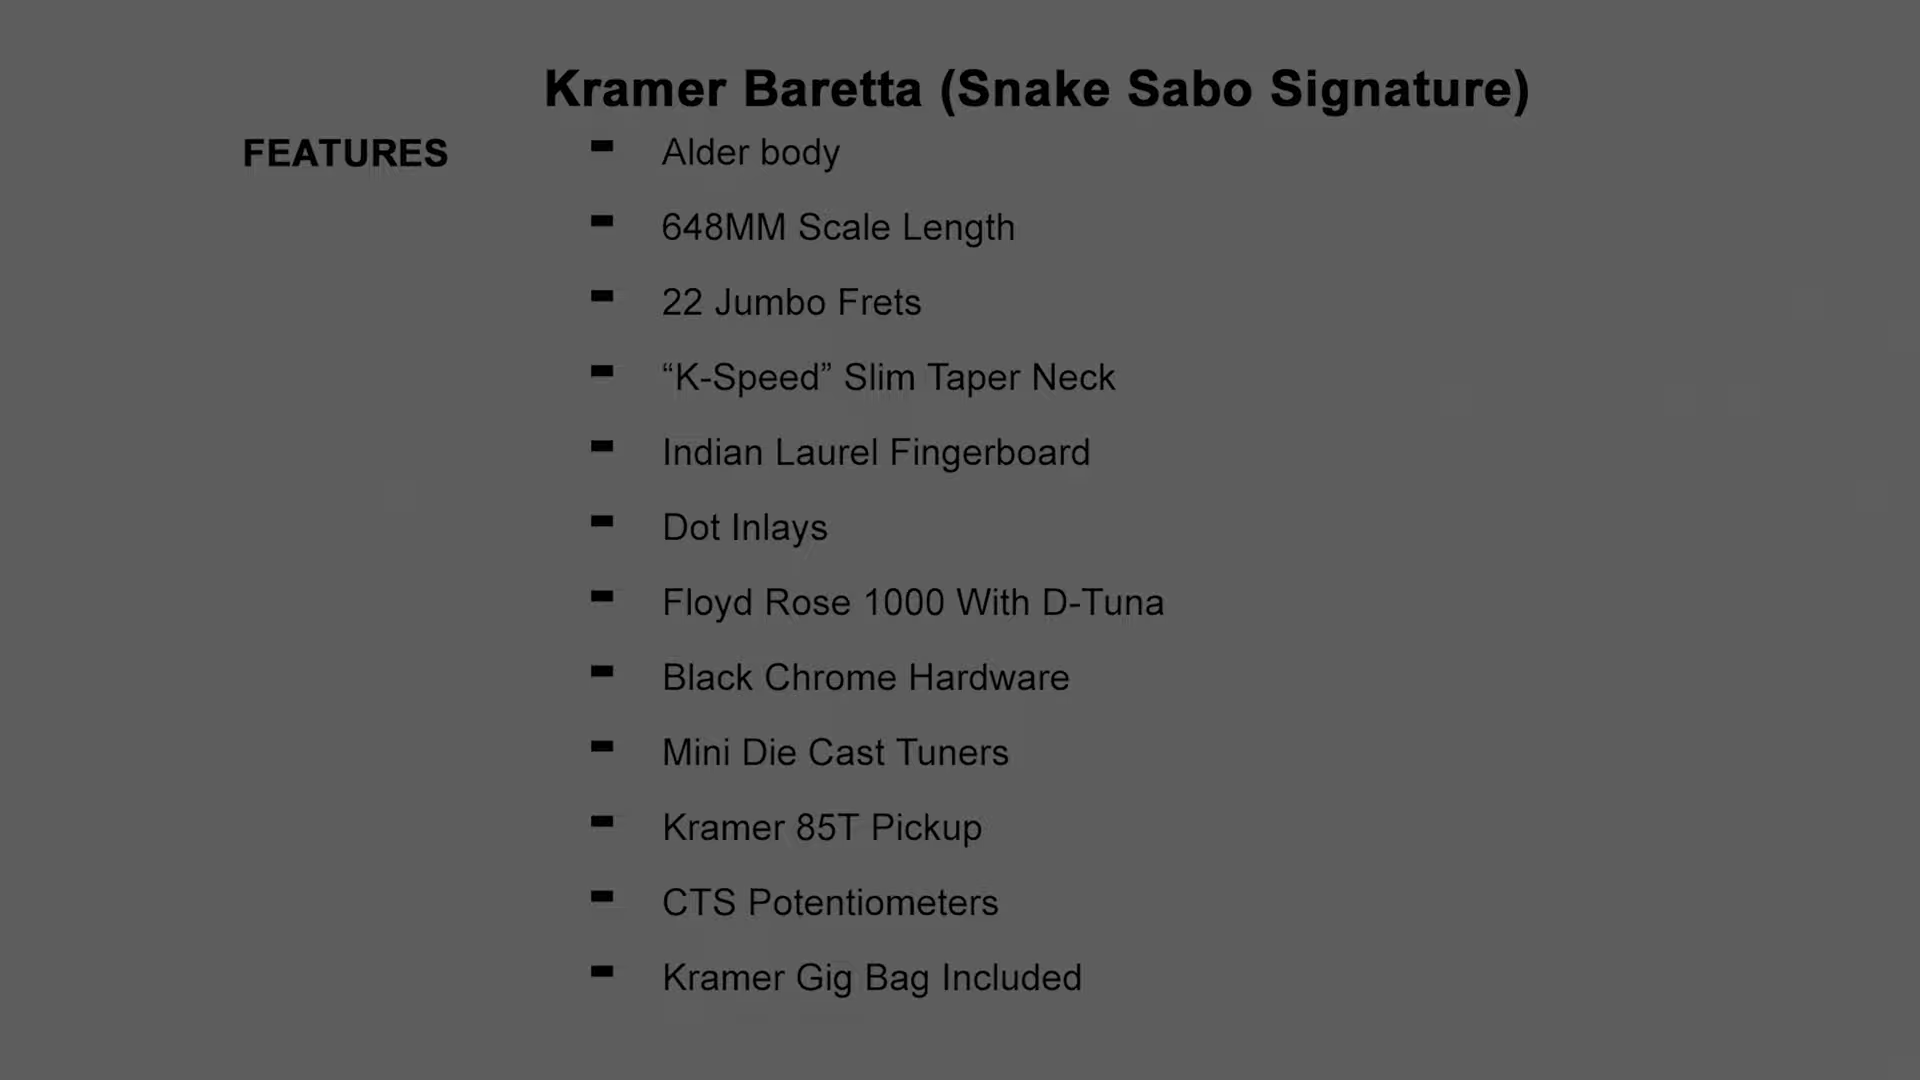 Kramer Baretta (Snake Sabo Signature)
FEATURES
- Alder body
- 648MM Scale Length
- 22 Jumbo Frets
- “K-Speed” Slim Taper Neck
- Indian Laurel Fingerboard
- Dot Inlays
- Floyd Rose 1000 With D-Tuna
- Black Chrome Hardware
- Mini Die Cast Tuners
- Kramer 85T Pickup
- CTS Potentiometers
- Kramer Gig Bag Included